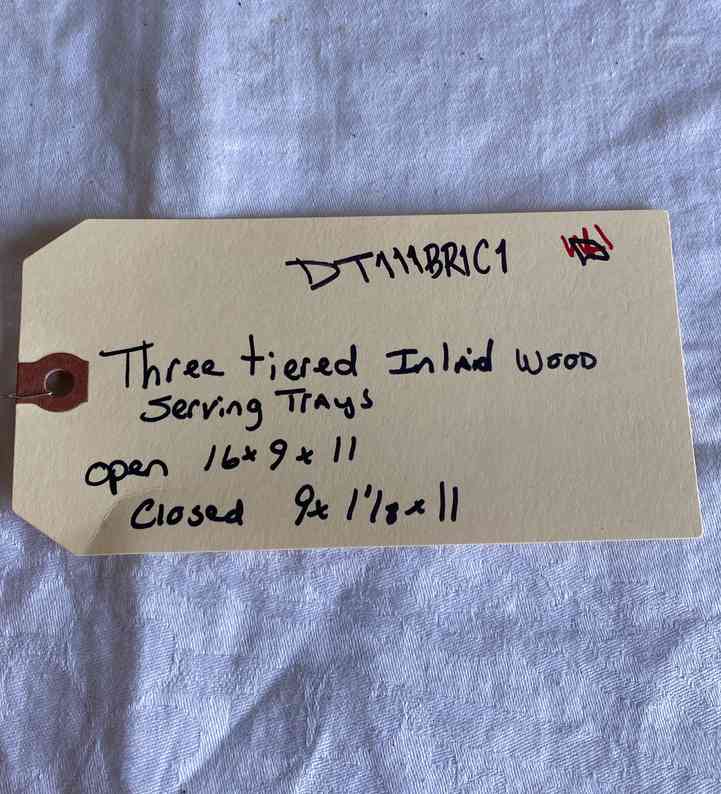 DT111BR1C1
Three tiered Inlaid Wood
Serving Trays
open 16x9x11
Closed 9x 1 1/8 x 11